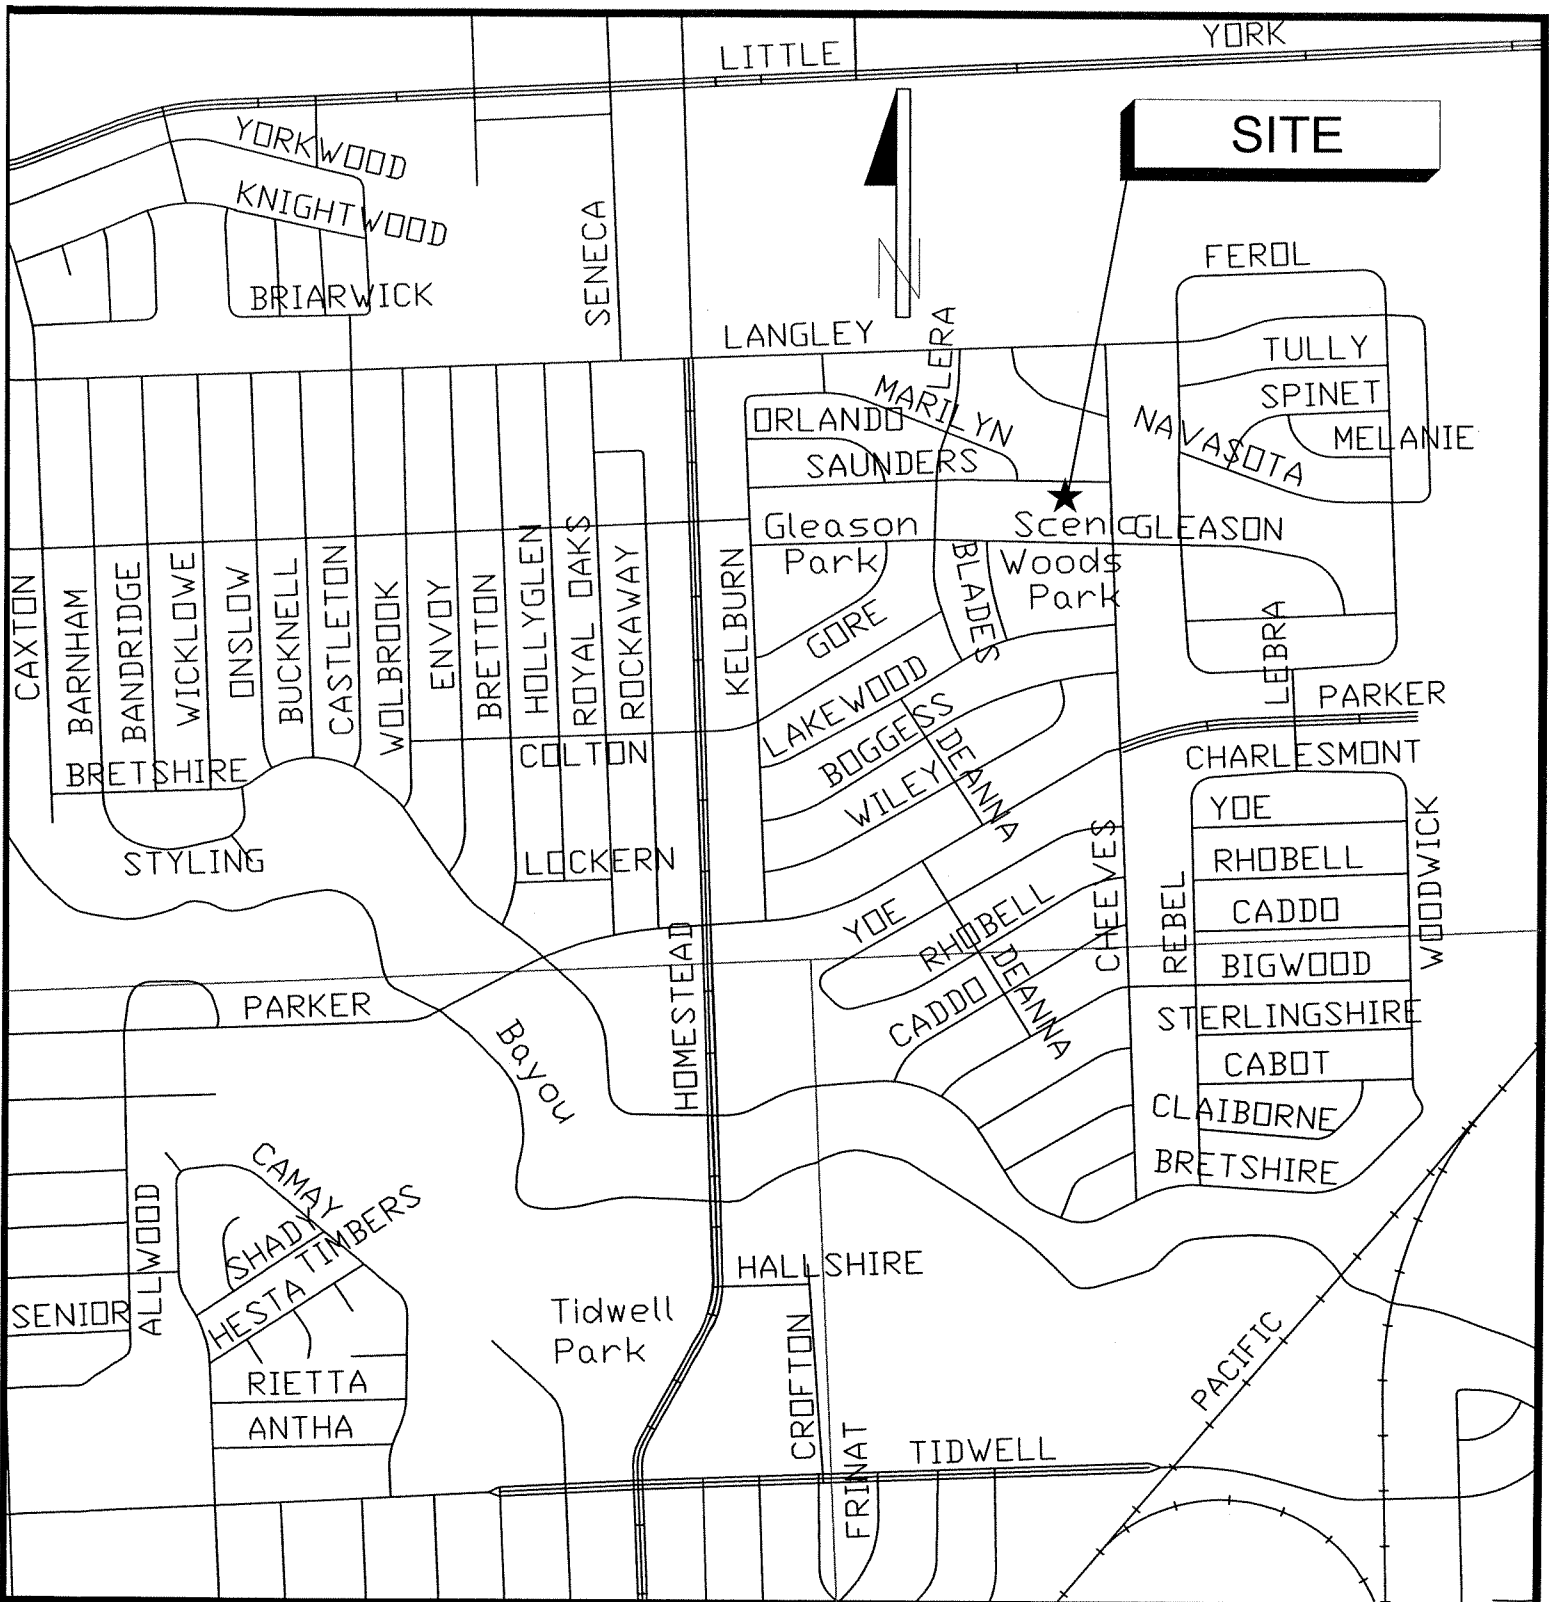 YORK
LITTLE
SITE
YORKWOOD
KNIGHTWOOD
N
SENECA
FEROL
BRIARWICK
LANGLEY
LERA
TULLY
MARILYN
SPINET
ORLANDO
NAVASOTA
MELANIE
SAUNDERS
Gleason
Park
Scenic
Woods
Park
GLEASON
CAXTON
BARNHAM
BANDRIDGE
WICKLOWE
ONSLOW
BUCKNELL
CASTLETON
WOLBROOK
ENVOY
BRETTON
HOLLYGLEN
ROYAL OAKS
ROCKAWAY
KELBURN
BLADES
GORE
LEBRA
LAKEWOOD
PARKER
BOGGESS
DEANNA
COLTON
CHARLESMONT
BRETSHIRE
WILEY
YOE
STYLING
LOCKERN
CHEEVES
RHOBELL
WOODWICK
YOE
RHOBELL
REBEL
CADDO
HOMESTEAD
BIGWOOD
PARKER
CADDO
DEANNA
STERLINGSHIRE
Bayou
CABOT
CLAIBORNE
CAMAY
BRETSHIRE
ALLWOOD
SHADY
TIMBERS
HESTA
HALLSHIRE
SENIOR
Tidwell
Park
CROFTON
PACIFIC
RIETTA
ANTHA
FRINAT
TIDWELL